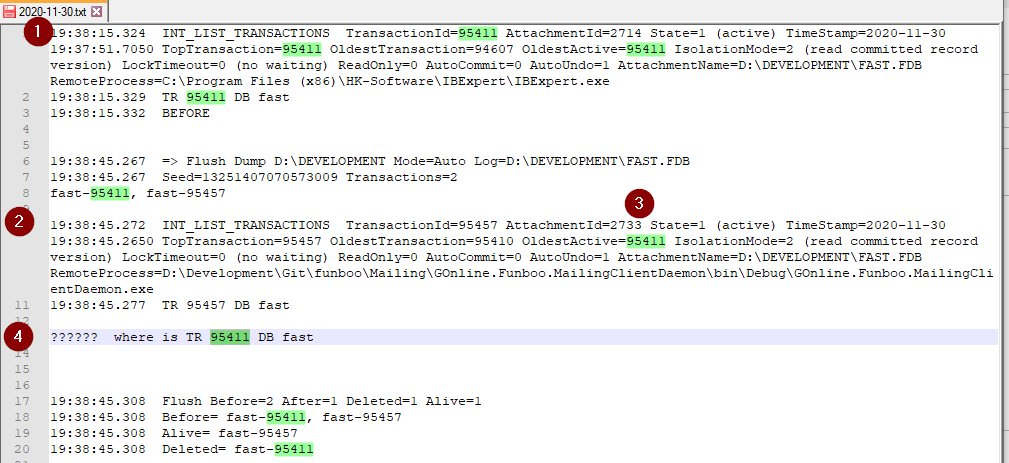 2020-11-30.txt
1 19:38:15.324  INT_LIST_TRANSACTIONS  TransactionId=95411 AttachmentId=2714 State=1 (active) TimeStamp=2020-11-30
19:37:51.7050 TopTransaction=95411 OldestTransaction=94607 OldestActive=95411 IsolationMode=2 (read committed record
version) LockTimeout=0 (no waiting) ReadOnly=0 AutoCommit=0 AutoUndo=1 AttachmentName=D:\DEVELOPMENT\FAST.FDB
RemoteProcess=C:\Program Files (x86)\HK-Software\IBExpert\IBExpert.exe
2 19:38:15.329  TR 95411 DB fast
3 19:38:15.332  BEFORE
4
5
6 19:38:45.267  => Flush Dump D:\DEVELOPMENT Mode=Auto Log=D:\DEVELOPMENT\FAST.FDB
7 19:38:45.267  Seed=13251407070573009 Transactions=2
8 fast-95411, fast-95457
3
2 19:38:45.272  INT_LIST_TRANSACTIONS  TransactionId=95457 AttachmentId=2733 State=1 (active) TimeStamp=2020-11-30
19:38:45.2650 TopTransaction=95457 OldestTransaction=95410 OldestActive=95411 IsolationMode=2 (read committed record
version) LockTimeout=0 (no waiting) ReadOnly=0 AutoCommit=0 AutoUndo=1 AttachmentName=D:\DEVELOPMENT\FAST.FDB
RemoteProcess=D:\Development\Git\funboo\Mailing\GOnline.Funboo.MailingClientDaemon\bin\Debug\GOnline.Funboo.MailingCli
entDaemon.exe
11 19:38:45.277  TR 95457 DB fast
12
4 ??????  where is TR 95411 DB fast
14
15
16
17 19:38:45.308  Flush Before=2 After=1 Deleted=1 Alive=1
18 19:38:45.308  Before= fast-95411, fast-95457
19 19:38:45.308  Alive= fast-95457
20 19:38:45.308  Deleted= fast-95411